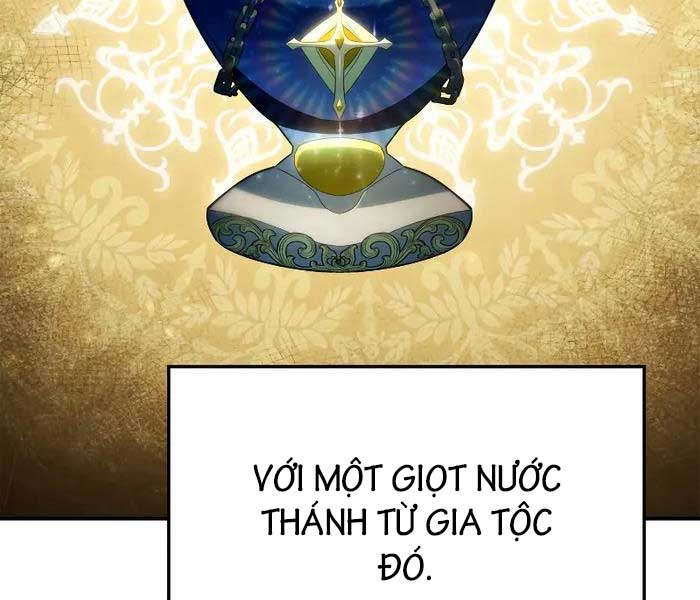 VỚI MỘT GIỌT NƯỚC
THÁNH TỪ GIA TỘC
ĐÓ.